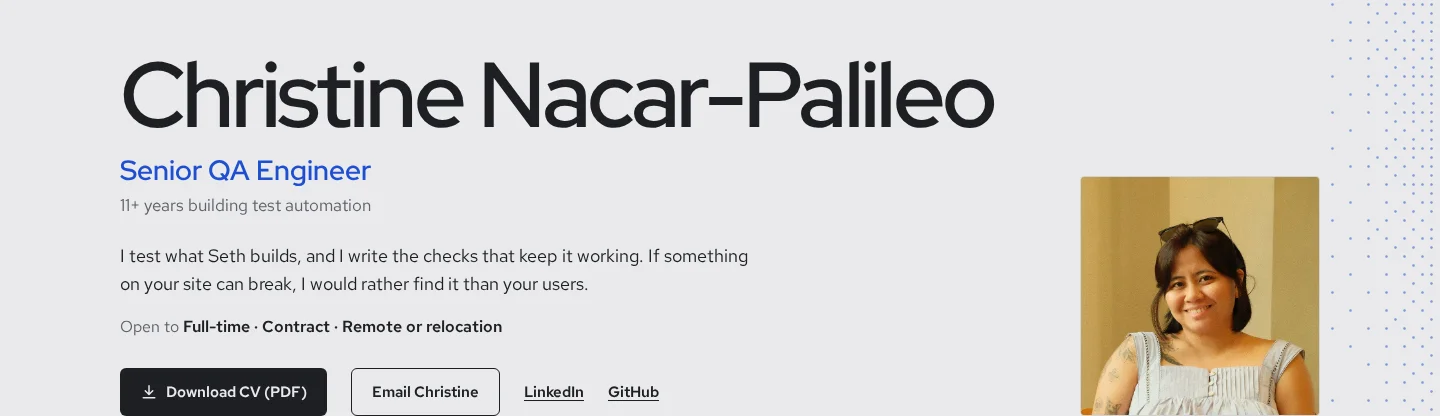 Christine Nacar-Palileo
Senior QA Engineer
11+ years building test automation
I test what Seth builds, and I write the checks that keep it working. If something
on your site can break, I would rather find it than your users.
Open to Full-time · Contract · Remote or relocation
Download CV (PDF) Email Christine LinkedIn GitHub